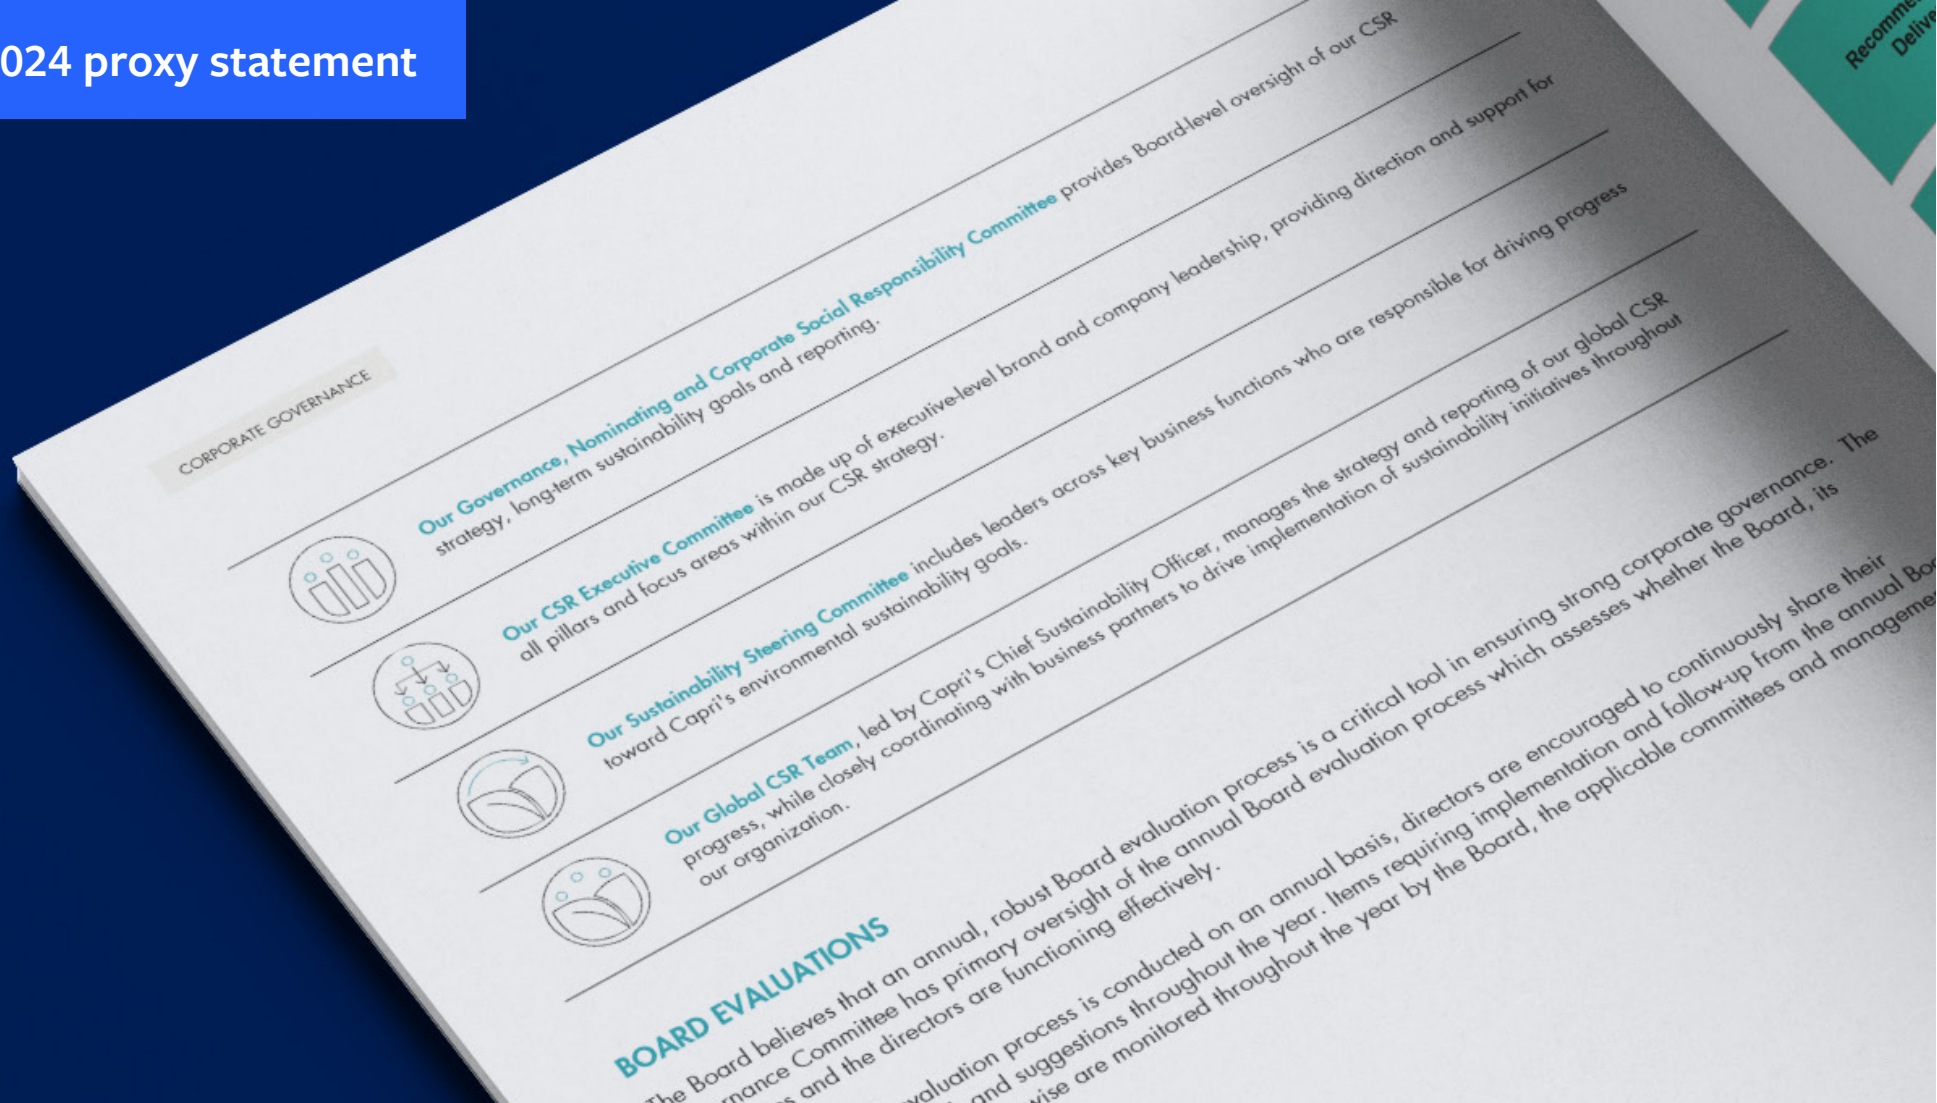 024 proxy statement
Recomme
Delive
CORPORATE GOVERNANCE
Our Governance, Nominating and Corporate Social Responsibility Committee provides Board-level oversight of our CSR
strategy, long-term sustainability goals and reporting.
Our CSR Executive Committee is made up of executive-level brand and company leadership, providing direction and support for
all pillars and focus areas within our CSR strategy.
Our Sustainability Steering Committee includes leaders across key business functions who are responsible for driving progress
toward Capri's environmental sustainability goals.
Our Global CSR Team, led by Capri's Chief Sustainability Officer, manages the strategy and reporting of our global CSR
progress, while closely coordinating with business partners to drive implementation of sustainability initiatives throughout
our organization.
BOARD EVALUATIONS
The Board believes that an annual, robust Board evaluation process is a critical tool in ensuring strong corporate governance. The
rnance Committee has primary oversight of the annual Board evaluation process which assesses whether the Board, its
s and the directors are functioning effectively.
valuation process is conducted on an annual basis, directors are encouraged to continuously share their
and suggestions throughout the year. Items requiring implementation and follow-up from the annual Boa
wise are monitored throughout the year by the Board, the applicable committees and manageme